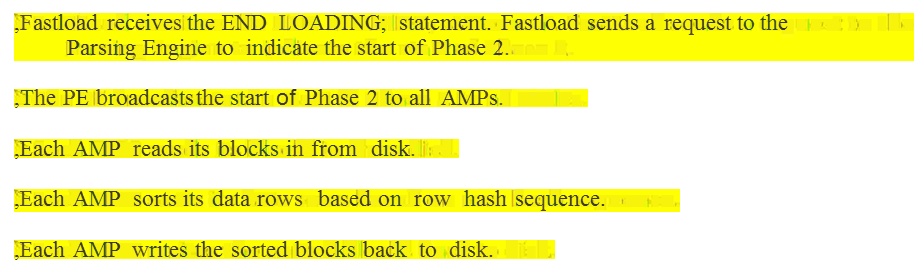 Fastload receives the END LOADING; statement. Fastload sends a request to the
Parsing Engine to indicate the start of Phase 2.
The PE broadcasts the start of Phase 2 to all AMPs.
Each AMP reads its blocks in from disk.
Each AMP sorts its data rows based on row hash sequence.
Each AMP writes the sorted blocks back to disk.